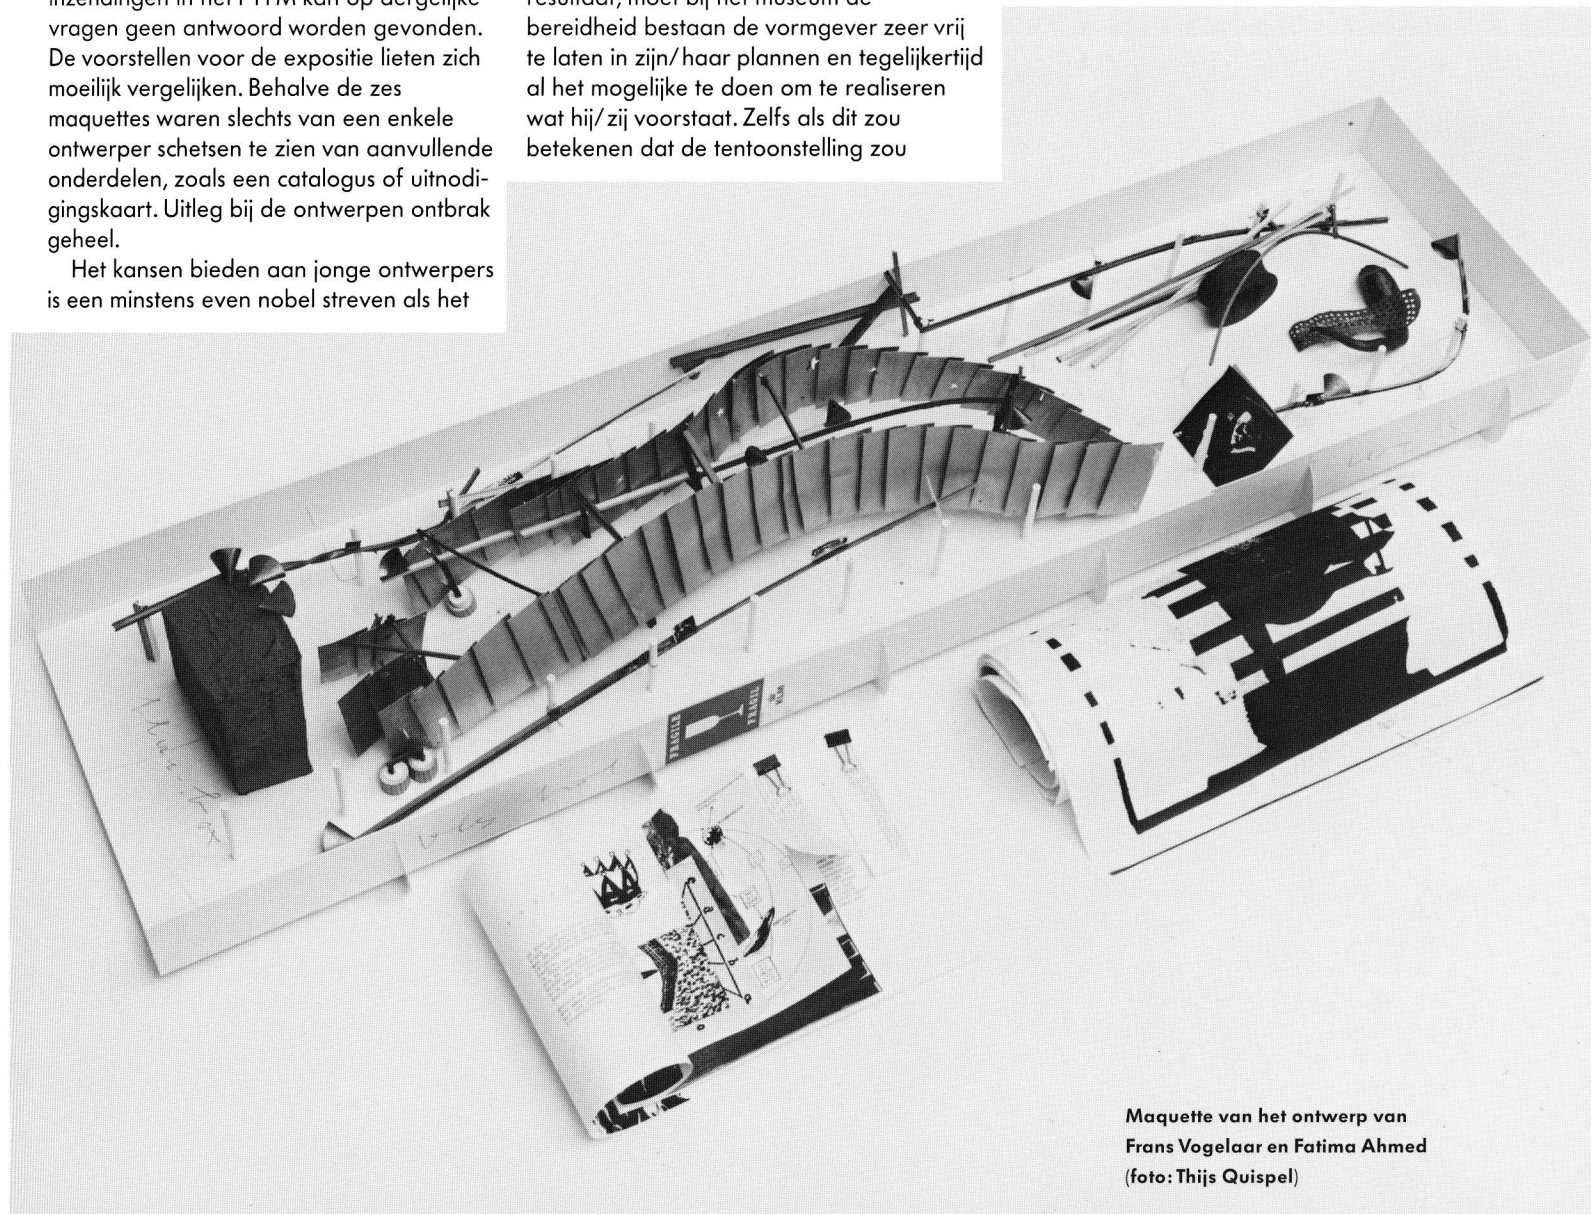 vragen geen antwoord worden gevonden.
De voorstellen voor de expositie lieten zich
moeilijk vergelijken. Behalve de zes
maquettes waren slechts van een enkele
ontwerper schetsen te zien van aanvullende
onderdelen, zoals een catalogus of uitnodi-
gingskaart. Uitleg bij de ontwerpen ontbrak
geheel.
Het kansen bieden aan jonge ontwerpers
is een minstens even nobel streven als het
bereidheid bestaan de vormgever zeer vrij
te laten in zijn/haar plannen en tegelijkertijd
al het mogelijke te doen om te realiseren
wat hij/zij voorstaat. Zelfs als dit zou
betekenen dat de tentoonstelling zou
FRAGILE
FRAGIL
KLM
Maquette van het ontwerp van
Frans Vogelaar en Fatima Ahmed
(foto: Thijs Quispel)